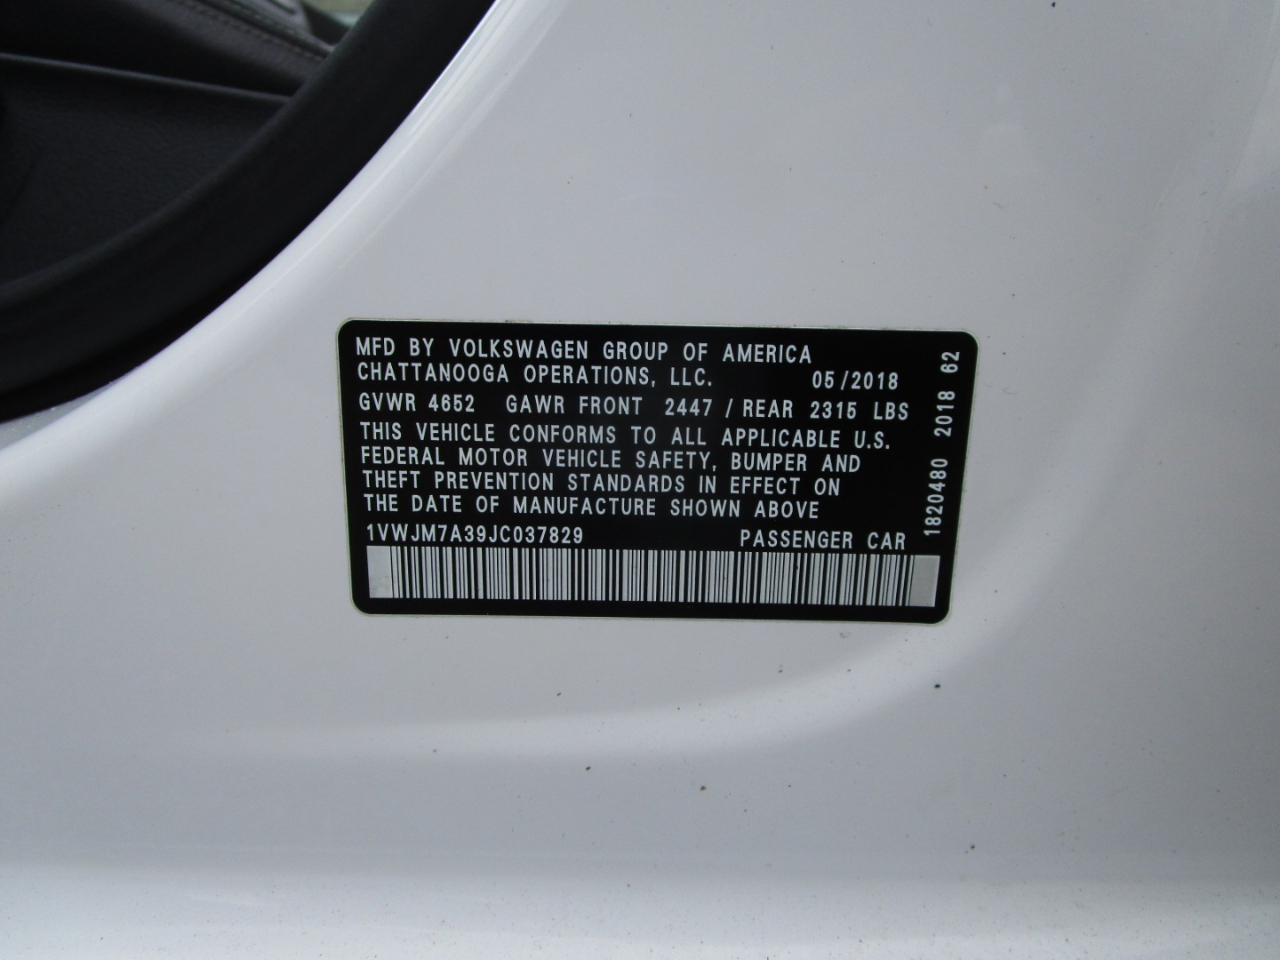 MFD BY VOLKSWAGEN GROUP OF AMERICA
CHATTANOOGA OPERATIONS, LLC. 05/2018
GVWR 4652 GAWR FRONT 2447 / REAR 2315 LBS
THIS VEHICLE CONFORMS TO ALL APPLICABLE U.S.
FEDERAL MOTOR VEHICLE SAFETY, BUMPER AND
THEFT PREVENTION STANDARDS IN EFFECT ON
THE DATE OF MANUFACTURE SHOWN ABOVE
1VWJM7A39JC037829 PASSENGER CAR
1820480 2018 62